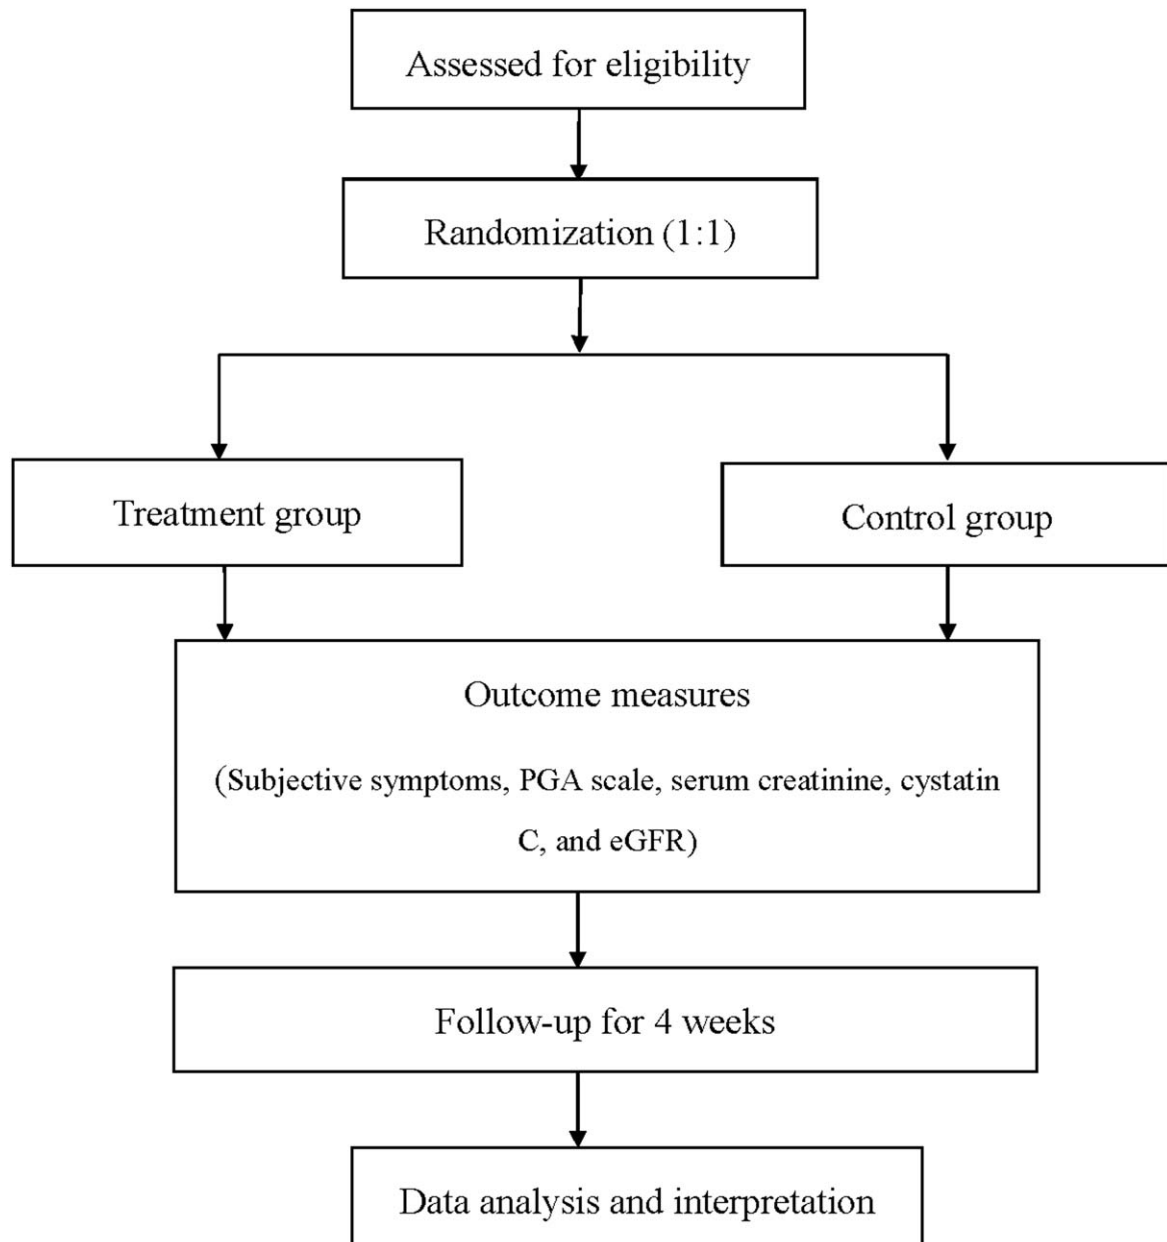 Assessed for eligibility
Randomization (1:1)
Treatment group
Control group
Outcome measures
(Subjective symptoms, PGA scale, serum creatinine, cystatin
C, and eGFR)
Follow-up for 4 weeks
Data analysis and interpretation